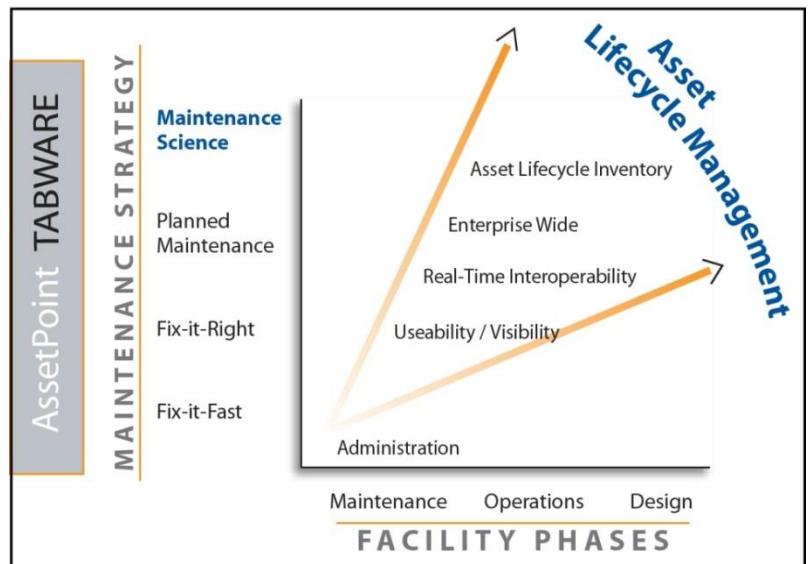 AssetPoint TABWARE
MAINTENANCE STRATEGY
Maintenance
Science
Planned
Maintenance
Fix-it-Right
Fix-it-Fast
Asset
Lifecycle Management
Asset Lifecycle Inventory
Enterprise Wide
Real-Time Interoperability
Useability / Visibility
Administration
Maintenance Operations Design
FACILITY PHASES